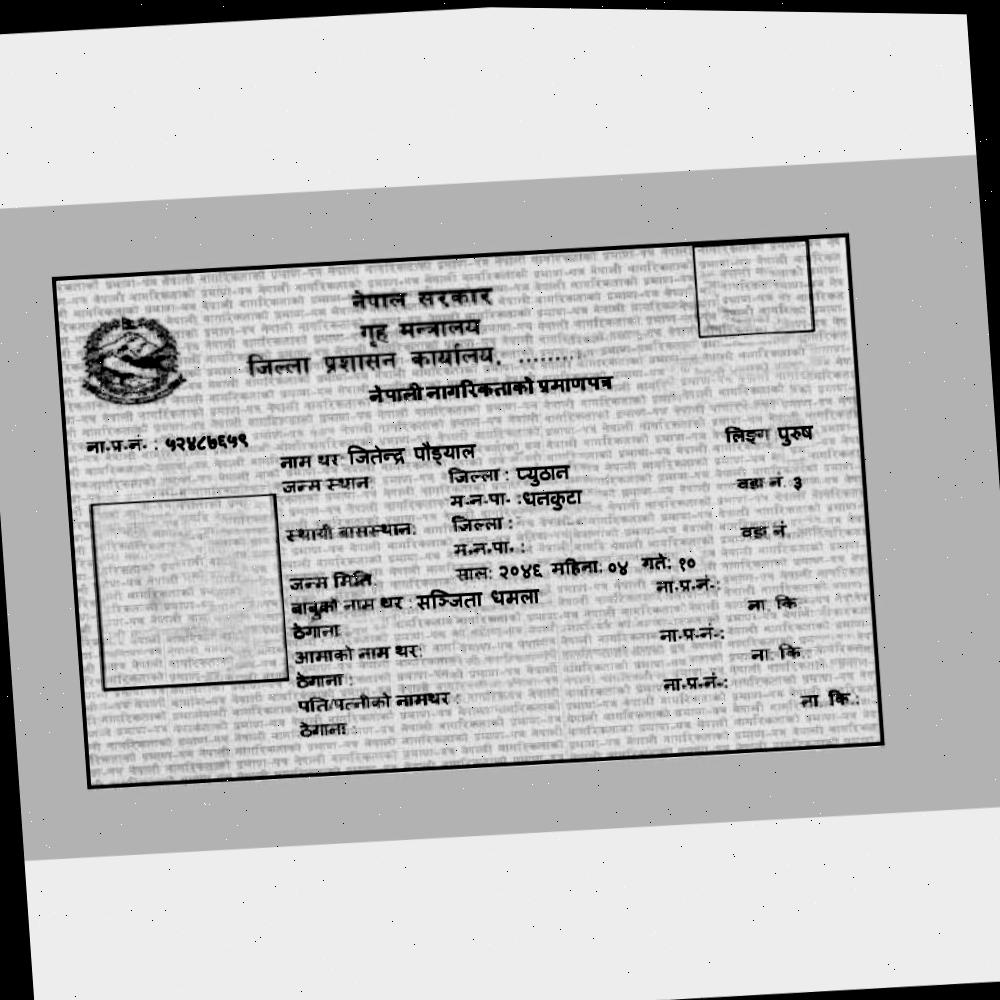 नेपाल सरकार
गृह मन्त्रालय
जिल्ला प्रशासन कार्यालय, ........
नेपाली नागरिकताको प्रमाणपत्र
ना.प्र.नं. : ५२४८७६५९
लिङ्ग पुरुष
नाम थर जितेन्द्र पौड्याल
जन्म स्थान जिल्ला : प्युठान वडा नं. ३
म.न.पा. : धनकुटा
स्थायी बासस्थान: जिल्ला : वडा नं.
म.न.पा. :
जन्म मिति: साल: २०४६ महिना: ०४ गते: १०
बाबुको नाम थर : सञ्जिता धमला ना.प्र.नं.:
ठेगाना ना. कि
आमाको नाम थर: ना.प्र.नं.:
ठेगाना : ना. कि
पति/पत्नीको नामथर : ना.प्र.नं.:
ठेगाना : ना. कि.: